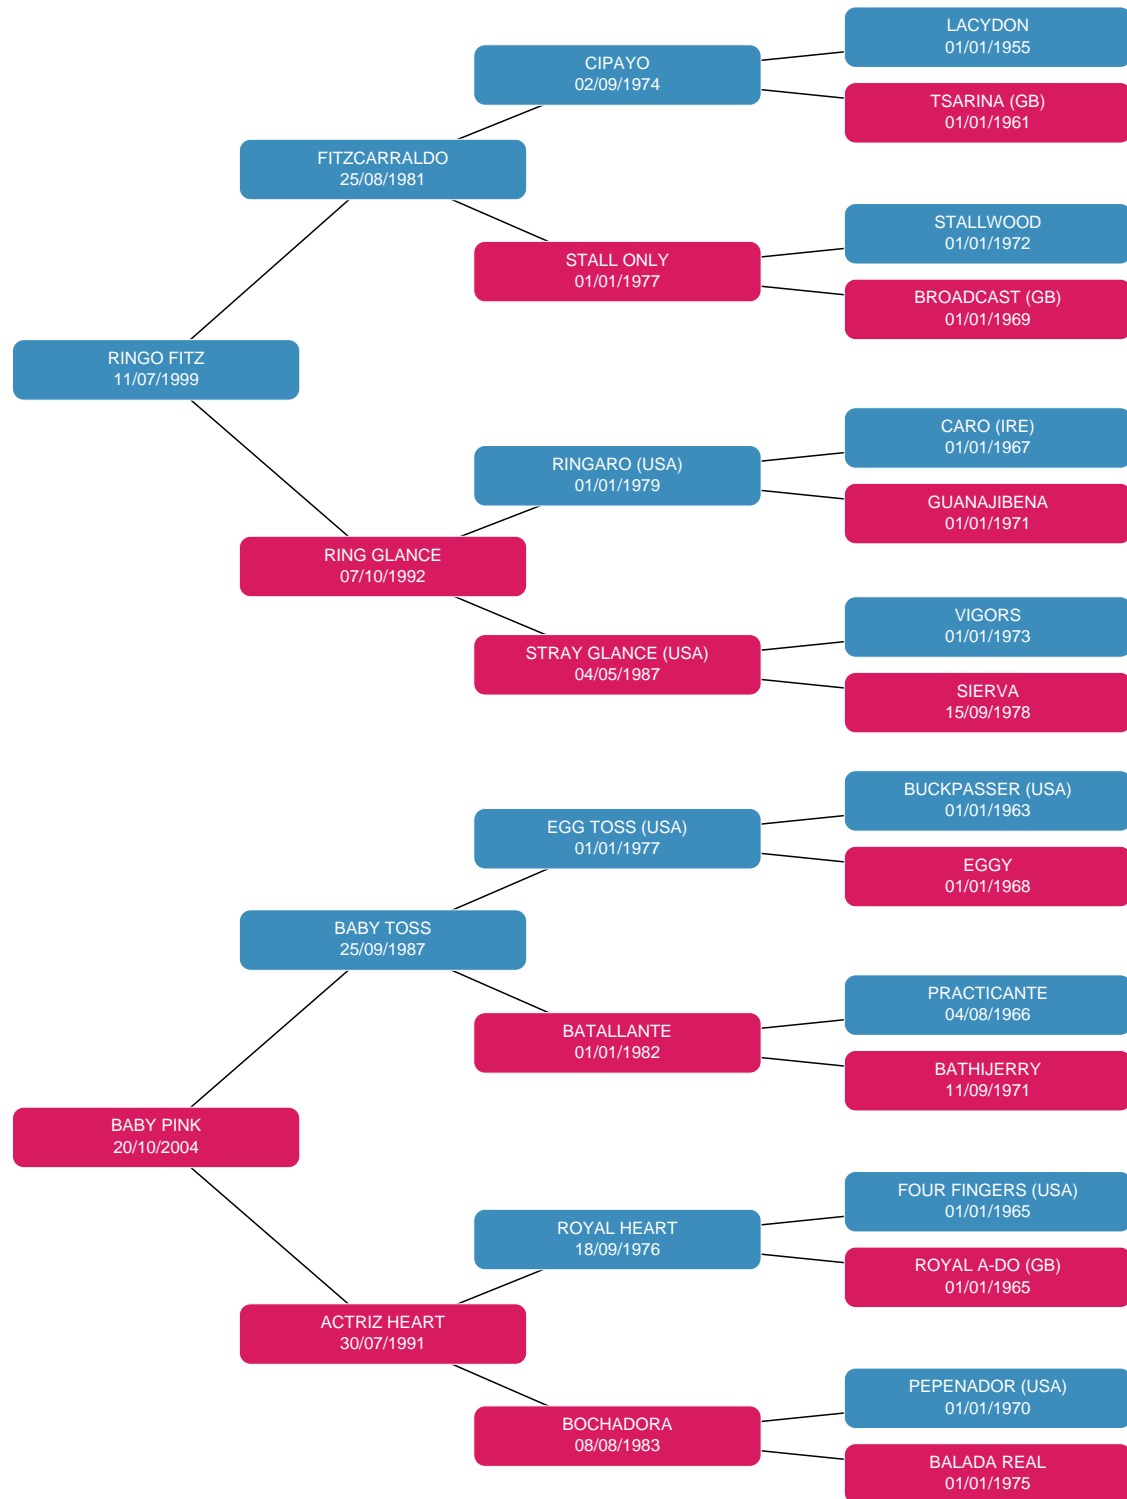 LACYDON
01/01/1955
CIPAYO
02/09/1974
TSARINA (GB)
01/01/1961
FITZCARRALDO
25/08/1981
STALLWOOD
01/01/1972
STALL ONLY
01/01/1977
BROADCAST (GB)
01/01/1969
RINGO FITZ
11/07/1999
CARO (IRE)
01/01/1967
RINGARO (USA)
01/01/1979
GUANAJIBENA
01/01/1971
RING GLANCE
07/10/1992
VIGORS
01/01/1973
STRAY GLANCE (USA)
04/05/1987
SIERVA
15/09/1978
BUCKPASSER (USA)
01/01/1963
EGG TOSS (USA)
01/01/1977
EGGY
01/01/1968
BABY TOSS
25/09/1987
PRACTICANTE
04/08/1966
BATALLANTE
01/01/1982
BATHIJERRY
11/09/1971
BABY PINK
20/10/2004
FOUR FINGERS (USA)
01/01/1965
ROYAL HEART
18/09/1976
ROYAL A-DO (GB)
01/01/1965
ACTRIZ HEART
30/07/1991
PEPENADOR (USA)
01/01/1970
BOCHADORA
08/08/1983
BALADA REAL
01/01/1975